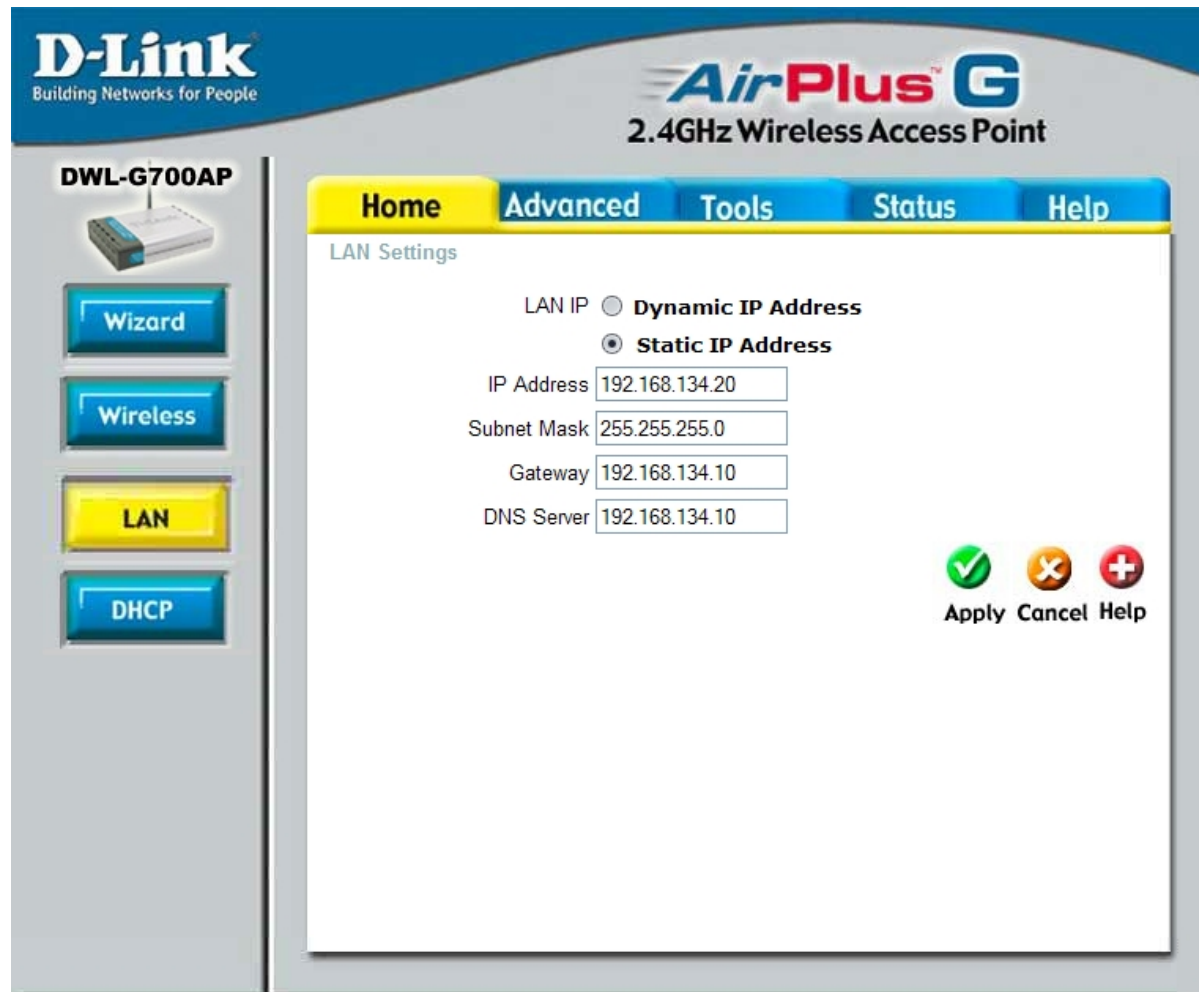 D-Link
Building Networks for People
AirPlus™ G
2.4GHz Wireless Access Point
DWL-G700AP
Wizard
Wireless
LAN
DHCP
Home Advanced Tools Status Help
LAN Settings
LAN IP Dynamic IP Address
Static IP Address
IP Address 192.168.134.20
Subnet Mask 255.255.255.0
Gateway 192.168.134.10
DNS Server 192.168.134.10
Apply Cancel Help